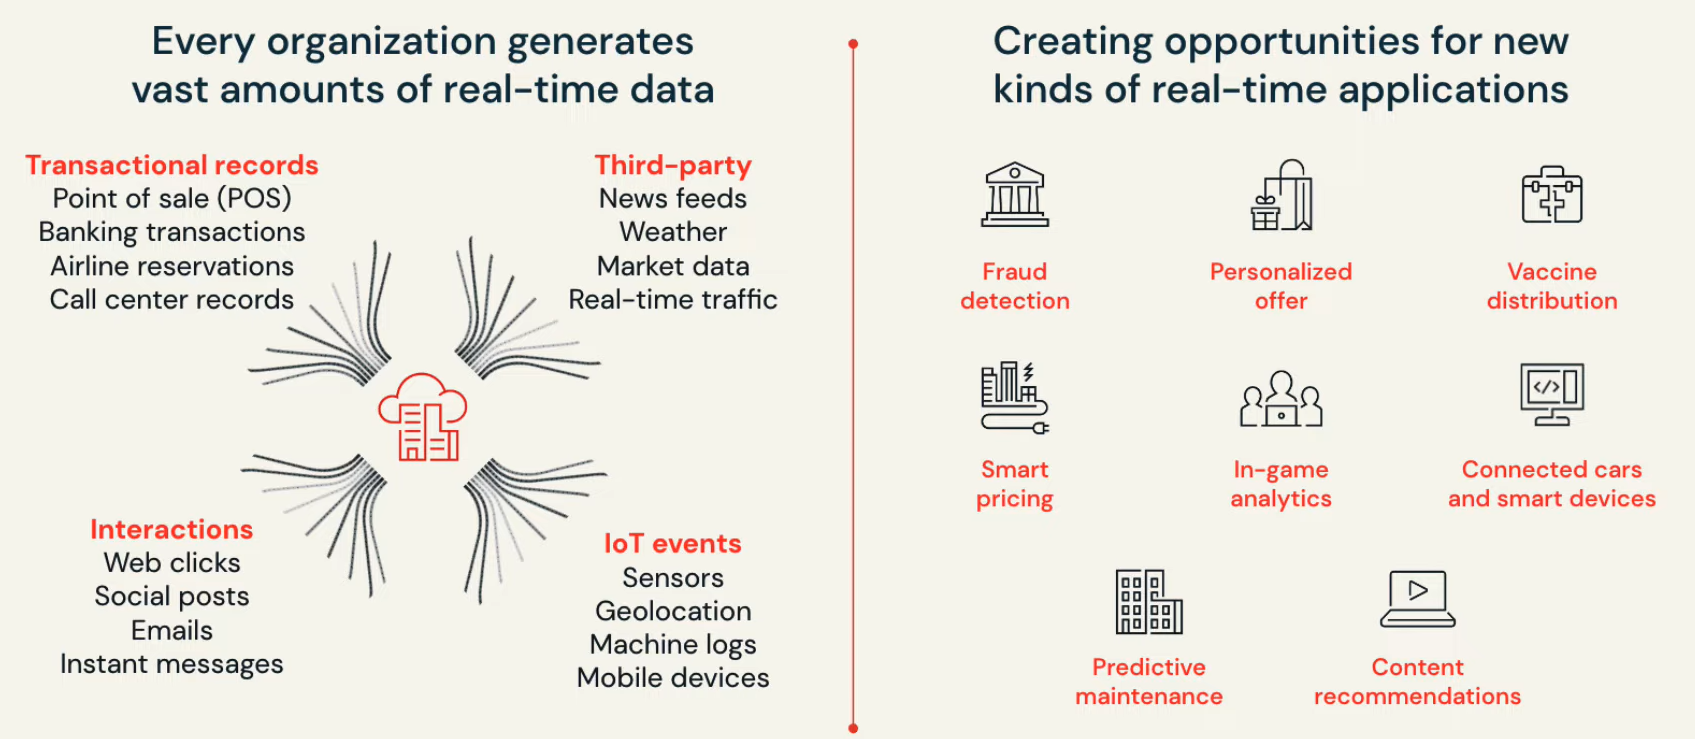 Every organization generates
vast amounts of real-time data
Transactional records
Point of sale (POS)
Banking transactions
Airline reservations
Call center records
Third-party
News feeds
Weather
Market data
Real-time traffic
Interactions
Web clicks
Social posts
Emails
Instant messages
IoT events
Sensors
Geolocation
Machine logs
Mobile devices
Creating opportunities for new
kinds of real-time applications
Fraud
detection
Personalized
offer
Vaccine
distribution
Smart
pricing
In-game
analytics
</>
Connected cars
and smart devices
Predictive
maintenance
Content
recommendations